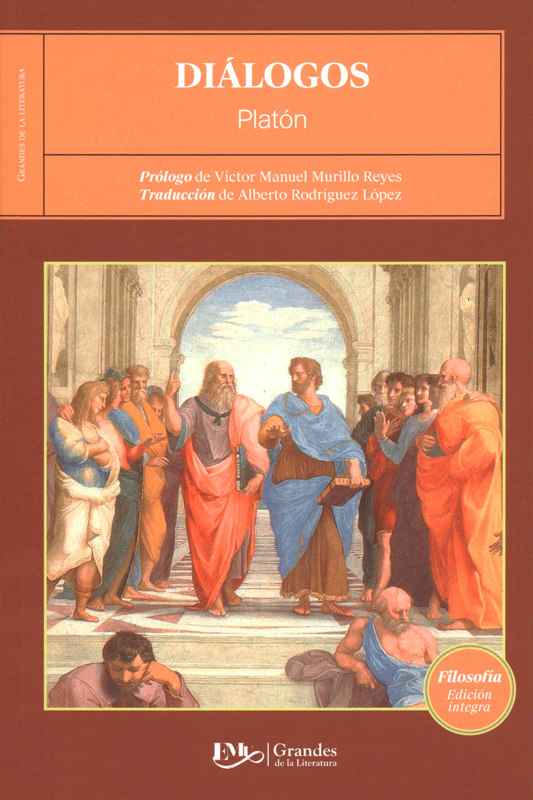 GRANDES DE LA LITERATURA
DIÁLOGOS
Platón
Prólogo de Victor Manuel Murillo Reyes
Traducción de Alberto Rodríguez López
Filosofía
Edición
íntegra
EMU
Grandes
de la Literatura